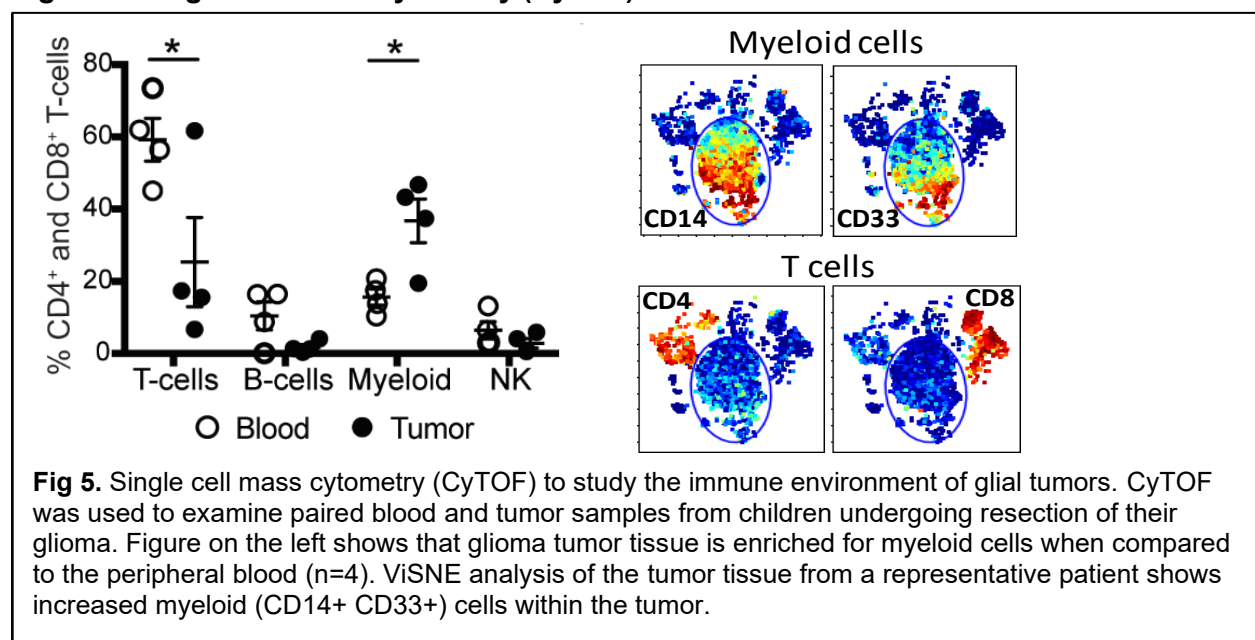 * *
80
60
40
20
0
% CD4+ and CD8+ T-cells
T-cells B-cells Myeloid NK
Blood Tumor
Myeloid cells
CD14 CD33
T cells
CD4 CD8
Fig 5. Single cell mass cytometry (CyTOF) to study the immune environment of glial tumors. CyTOF
was used to examine paired blood and tumor samples from children undergoing resection of their
glioma. Figure on the left shows that glioma tumor tissue is enriched for myeloid cells when compared
to the peripheral blood (n=4). ViSNE analysis of the tumor tissue from a representative patient shows
increased myeloid (CD14+ CD33+) cells within the tumor.